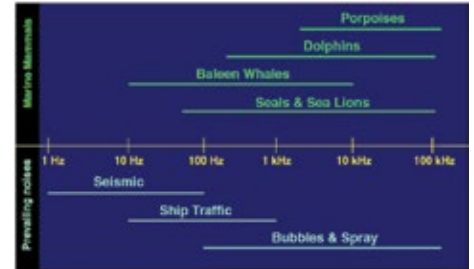 Marine Mammals
Porpoises
Dolphins
Baleen Whales
Seals & Sea Lions
1 Hz 10 Hz 100 Hz 1 kHz 10 kHz 100 kHz
Prevailing noises
Seismic
Ship Traffic
Bubbles & Spray